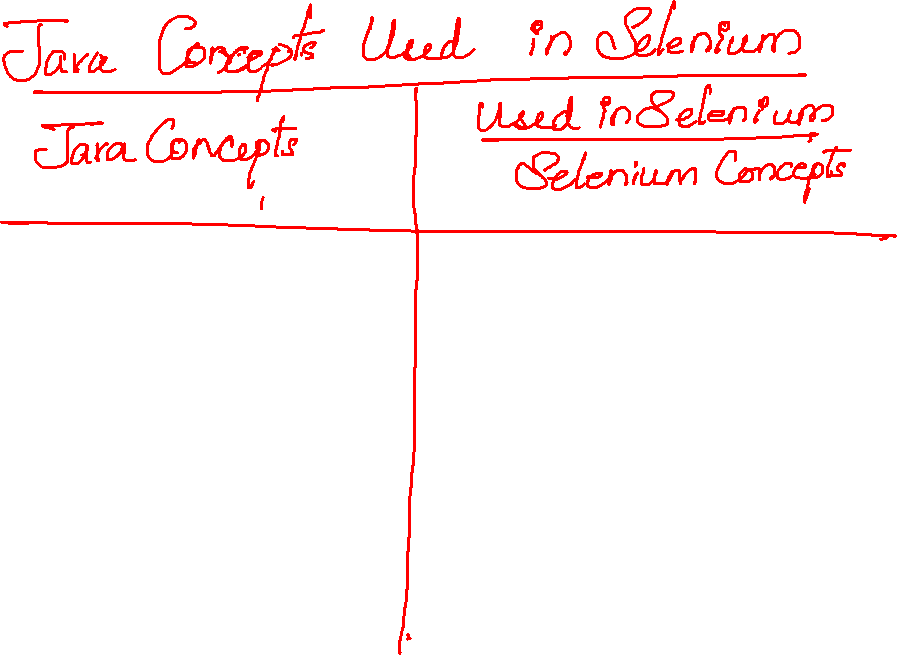 Java Concepts Used in Selenium
Java Concepts
Used in Selenium
Selenium Concepts